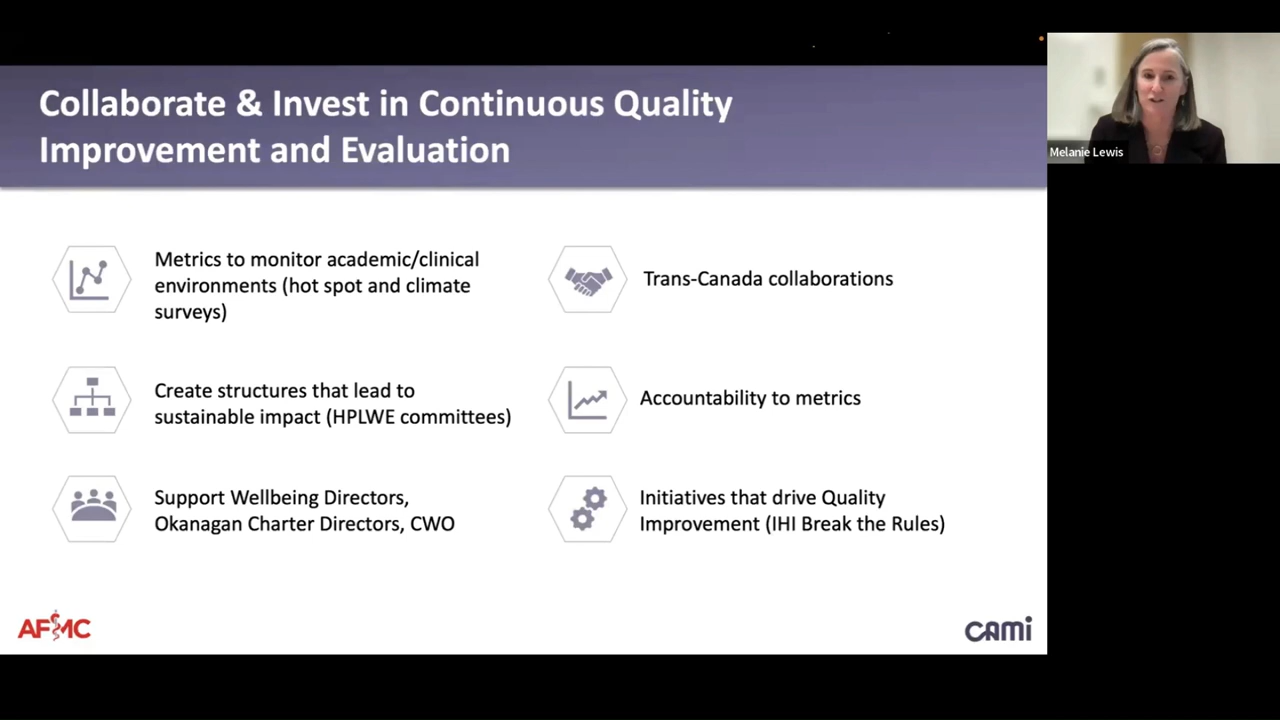 Collaborate & Invest in Continuous Quality
Improvement and Evaluation
Melanie Lewis
Metrics to monitor academic/clinical
environments (hot spot and climate
surveys)
Trans-Canada collaborations
Create structures that lead to
sustainable impact (HPLWE committees)
Accountability to metrics
Support Wellbeing Directors,
Okanagan Charter Directors, CWO
Initiatives that drive Quality
Improvement (IHI Break the Rules)
AFMC
CAMi